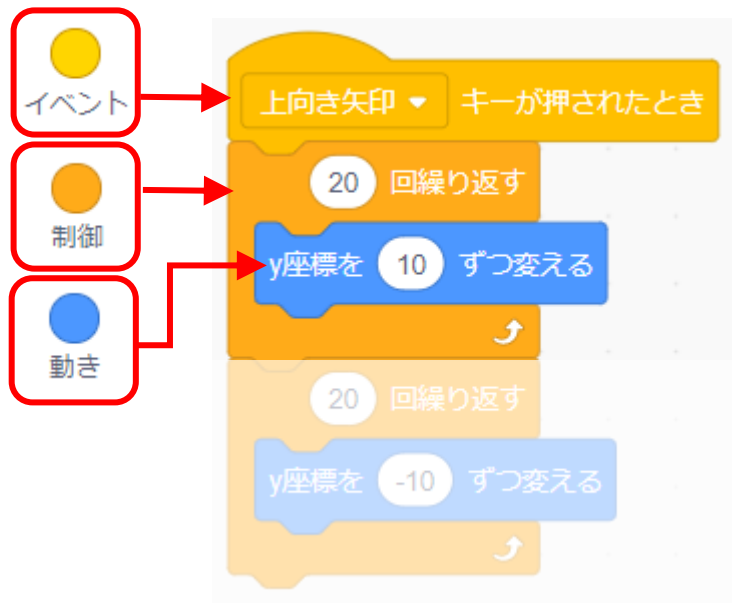 イベント
制御
動き
上向き矢印 キーが押されたとき
20 回繰り返す
y座標を 10 ずつ変える
20 回繰り返す
y座標を -10 ずつ変える